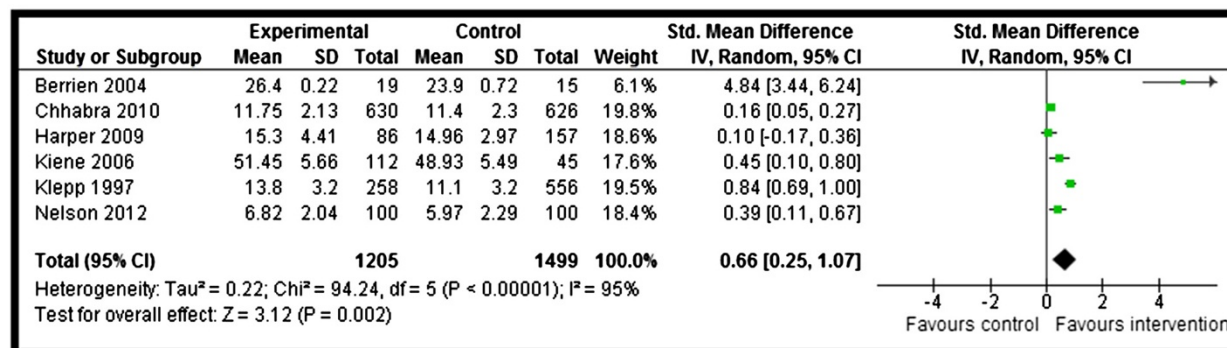 Experimental Control Std. Mean Difference Std. Mean Difference
Study or Subgroup Mean SD Total Mean SD Total Weight IV, Random, 95% CI IV, Random, 95% CI
Berrien 2004 26.4 0.22 19 23.9 0.72 15 6.1% 4.84 [3.44, 6.24]
Chhabra 2010 11.75 2.13 630 11.4 2.3 626 19.8% 0.16 [0.05, 0.27]
Harper 2009 15.3 4.41 86 14.96 2.97 157 18.6% 0.10 [-0.17, 0.36]
Kiene 2006 51.45 5.66 112 48.93 5.49 45 17.6% 0.45 [0.10, 0.80]
Klepp 1997 13.8 3.2 258 11.1 3.2 556 19.5% 0.84 [0.69, 1.00]
Nelson 2012 6.82 2.04 100 5.97 2.29 100 18.4% 0.39 [0.11, 0.67]
Total (95% CI) 1205 1499 100.0% 0.66 [0.25, 1.07]
Heterogeneity: Tau² = 0.22; Chi² = 94.24, df = 5 (P < 0.00001); I² = 95%
Test for overall effect: Z = 3.12 (P = 0.002)
-4 -2 0 2 4
Favours control Favours intervention